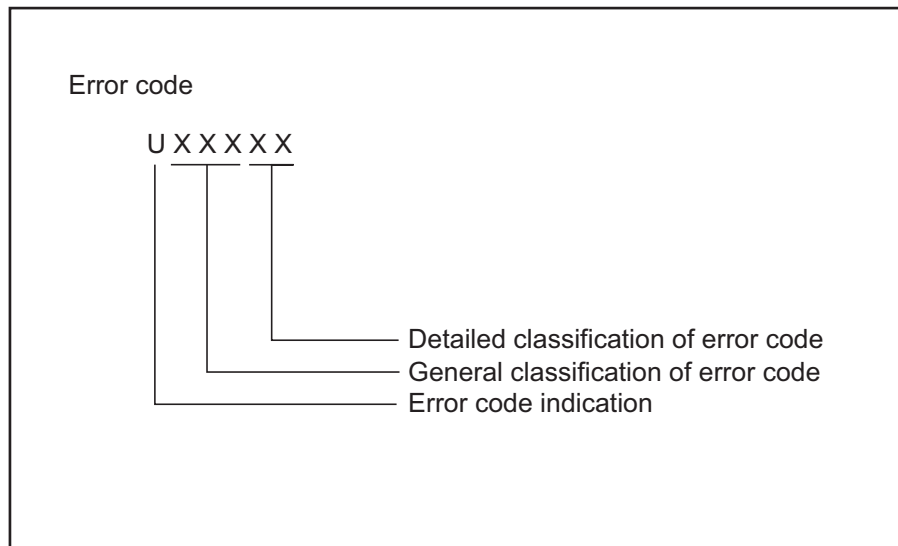 Error code
U X X X X X
Detailed classification of error code
General classification of error code
Error code indication